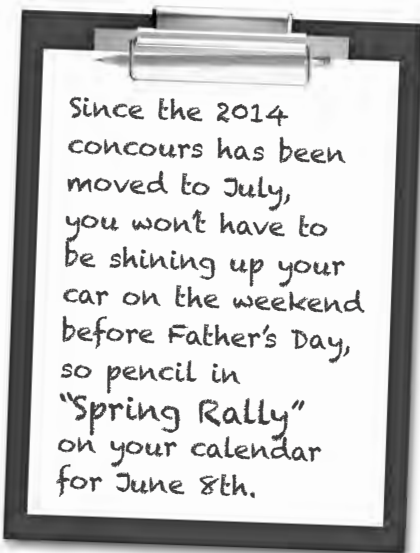 Since the 2014
concours has been
moved to July,
you won't have to
be shining up your
car on the weekend
before Father's Day,
so pencil in
"Spring Rally"
on your calendar
for June 8th.